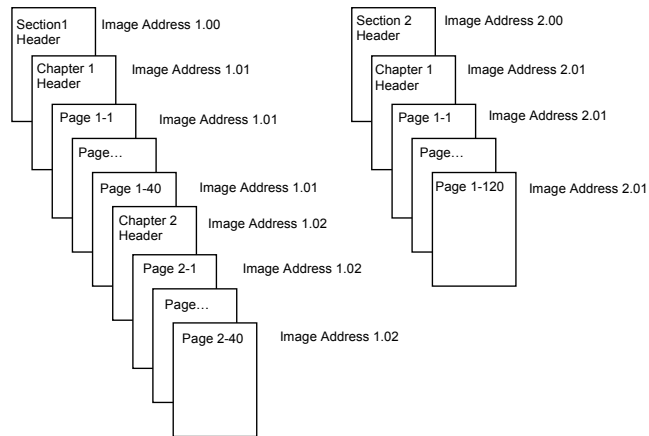 Section1
Header
Image Address 1.00
Chapter 1
Header
Image Address 1.01
Page 1-1
Image Address 1.01
Page…
Page 1-40
Image Address 1.01
Chapter 2
Header
Image Address 1.02
Page 2-1
Image Address 1.02
Page…
Page 2-40
Image Address 1.02
Section 2
Header
Image Address 2.00
Chapter 1
Header
Image Address 2.01
Page 1-1
Image Address 2.01
Page…
Page 1-120
Image Address 2.01